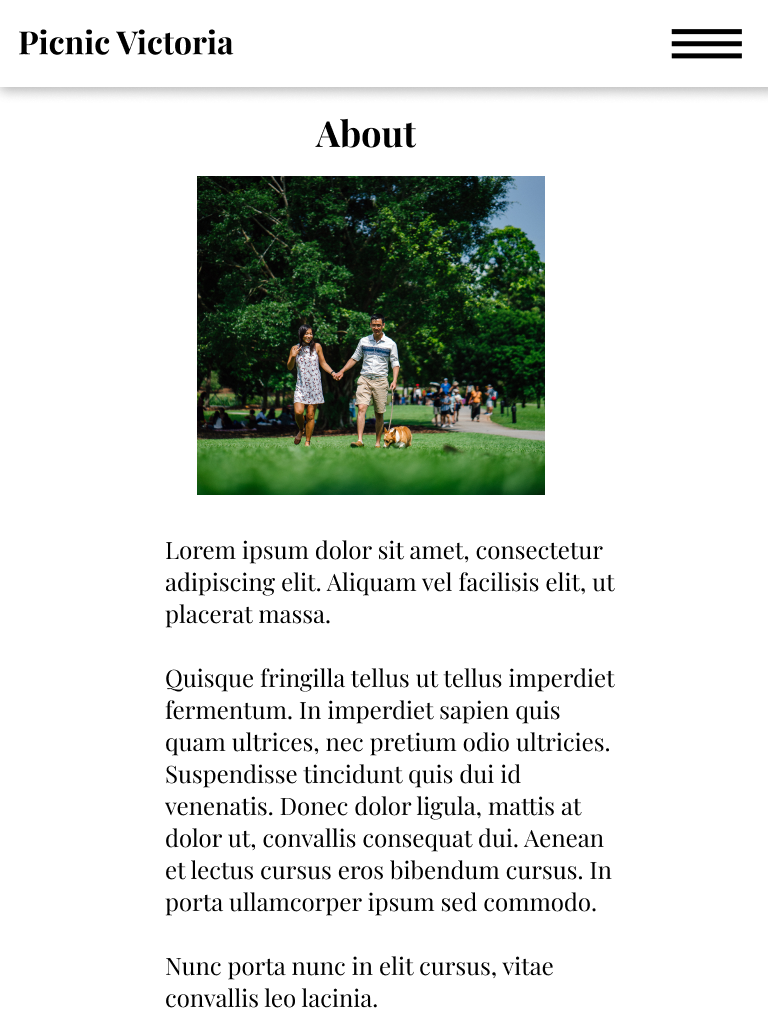 Picnic Victoria
About
Lorem ipsum dolor sit amet, consectetur
adipiscing elit. Aliquam vel facilisis elit, ut
placerat massa.
Quisque fringilla tellus ut tellus imperdiet
fermentum. In imperdiet sapien quis
quam ultrices, nec pretium odio ultricies.
Suspendisse tincidunt quis dui id
venenatis. Donec dolor ligula, mattis at
dolor ut, convallis consequat dui. Aenean
et lectus cursus eros bibendum cursus. In
porta ullamcorper ipsum sed commodo.
Nunc porta nunc in elit cursus, vitae
convallis leo lacinia.